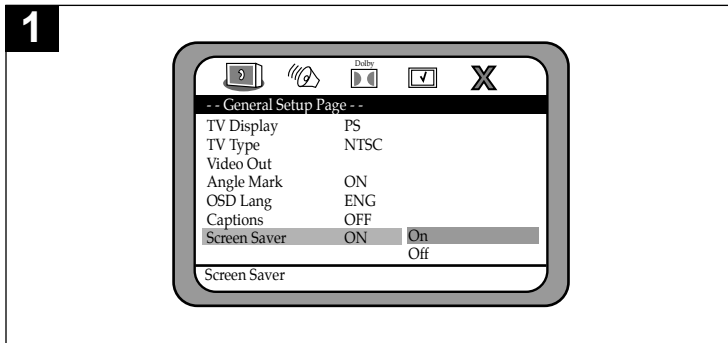 1
Dolby
- - General Setup Page - -
TV Display PS
TV Type NTSC
Video Out
Angle Mark ON
OSD Lang ENG
Captions OFF
Screen Saver ON On
Off
Screen Saver